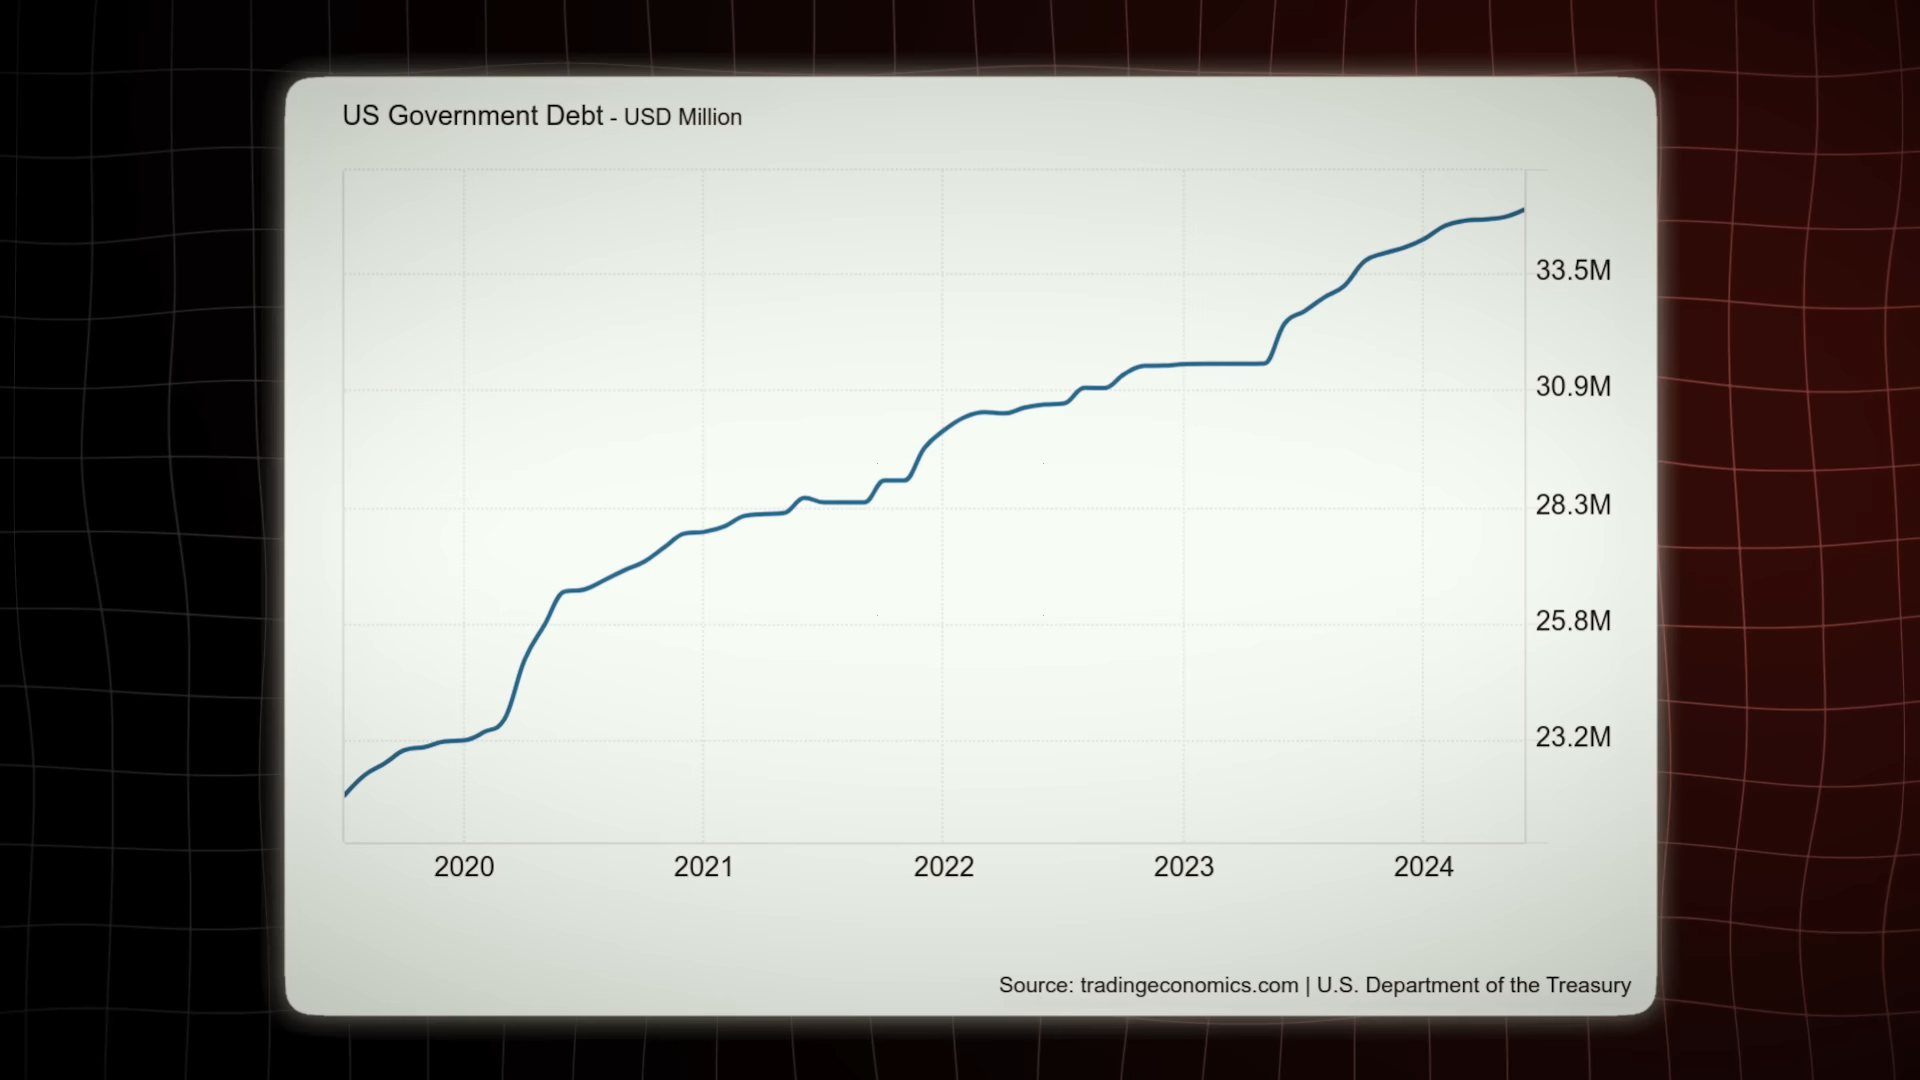 US Government Debt - USD Million
33.5M
30.9M
28.3M
25.8M
23.2M
2020 2021 2022 2023 2024
Source: tradingeconomics.com | U.S. Department of the Treasury